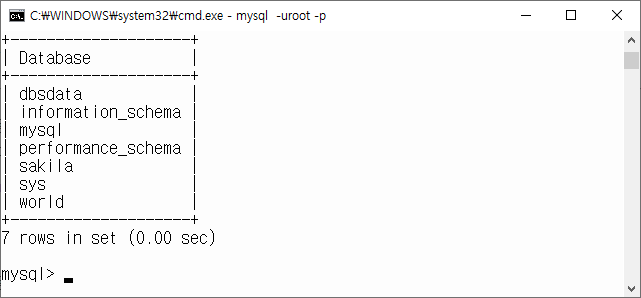 C:₩WINDOWS₩system32₩cmd.exe - mysql  -uroot -p
+--------------------+
| Database           |
+--------------------+
| dbsdata            |
| information_schema |
| mysql              |
| performance_schema |
| sakila             |
| sys                |
| world              |
+--------------------+
7 rows in set (0.00 sec)
mysql>